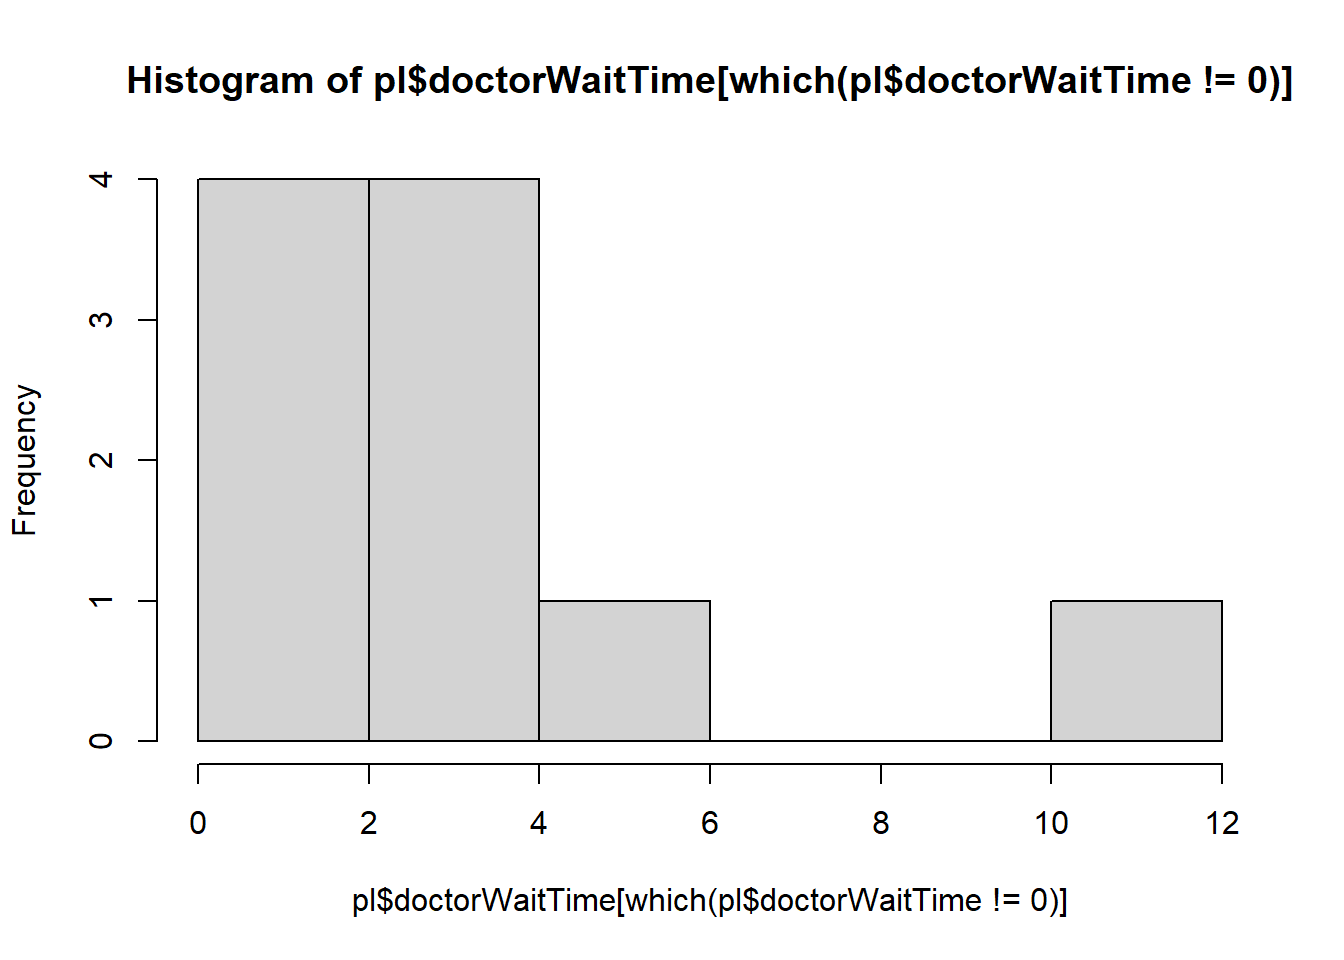 Histogram of pl$doctorWaitTime[which(pl$doctorWaitTime != 0)]
4
3
2
1
0
Frequency
0 2 4 6 8 10 12
pl$doctorWaitTime[which(pl$doctorWaitTime != 0)]